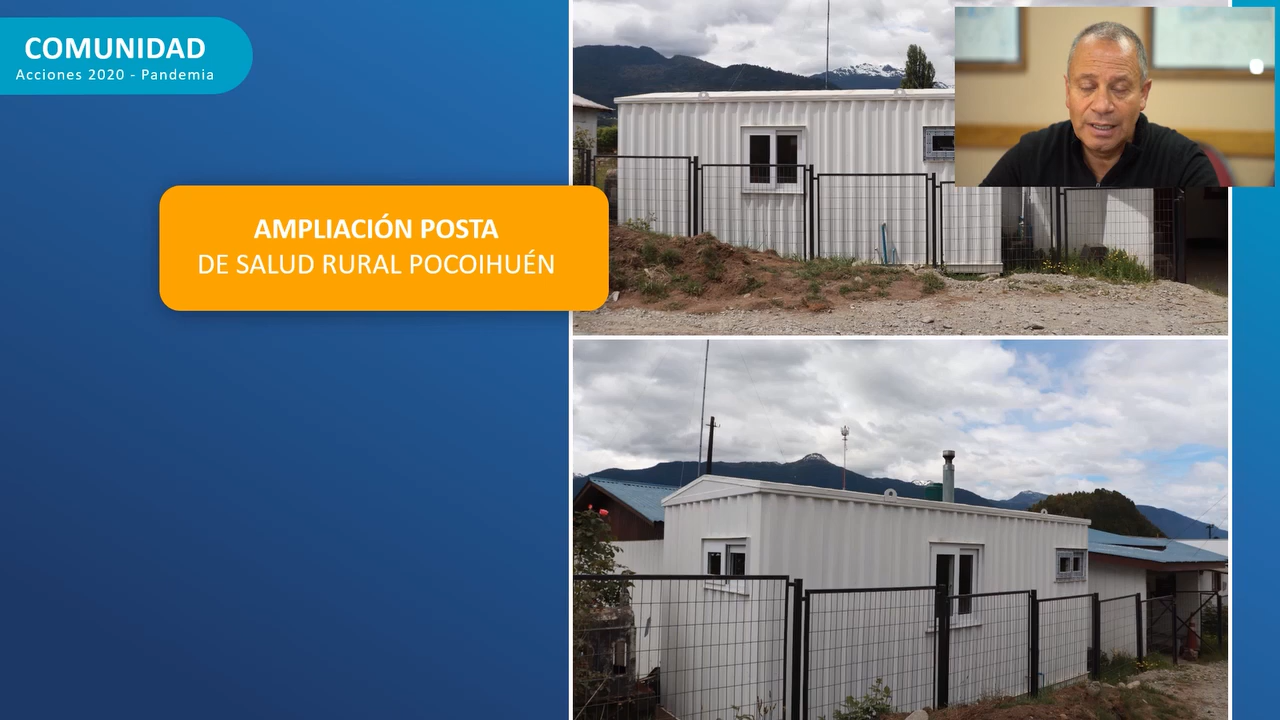 COMUNIDAD
Acciones 2020 - Pandemia
AMPLIACIÓN POSTA
DE SALUD RURAL POCOIHUÉN